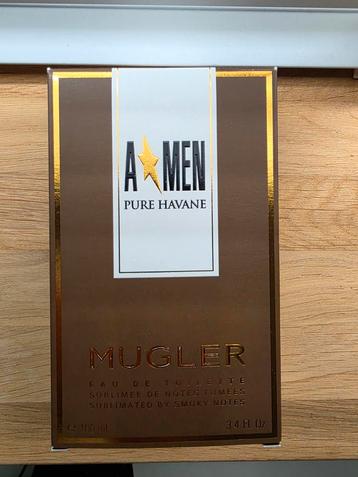 A★MEN
PURE HAVANE
MUGLER
EAU DE TOILETTE
SUBLIMÉE DE NOTES FUMÉES
SUBLIMATED BY SMOKY NOTES
℮ 100 mL 3.4 Fl. Oz